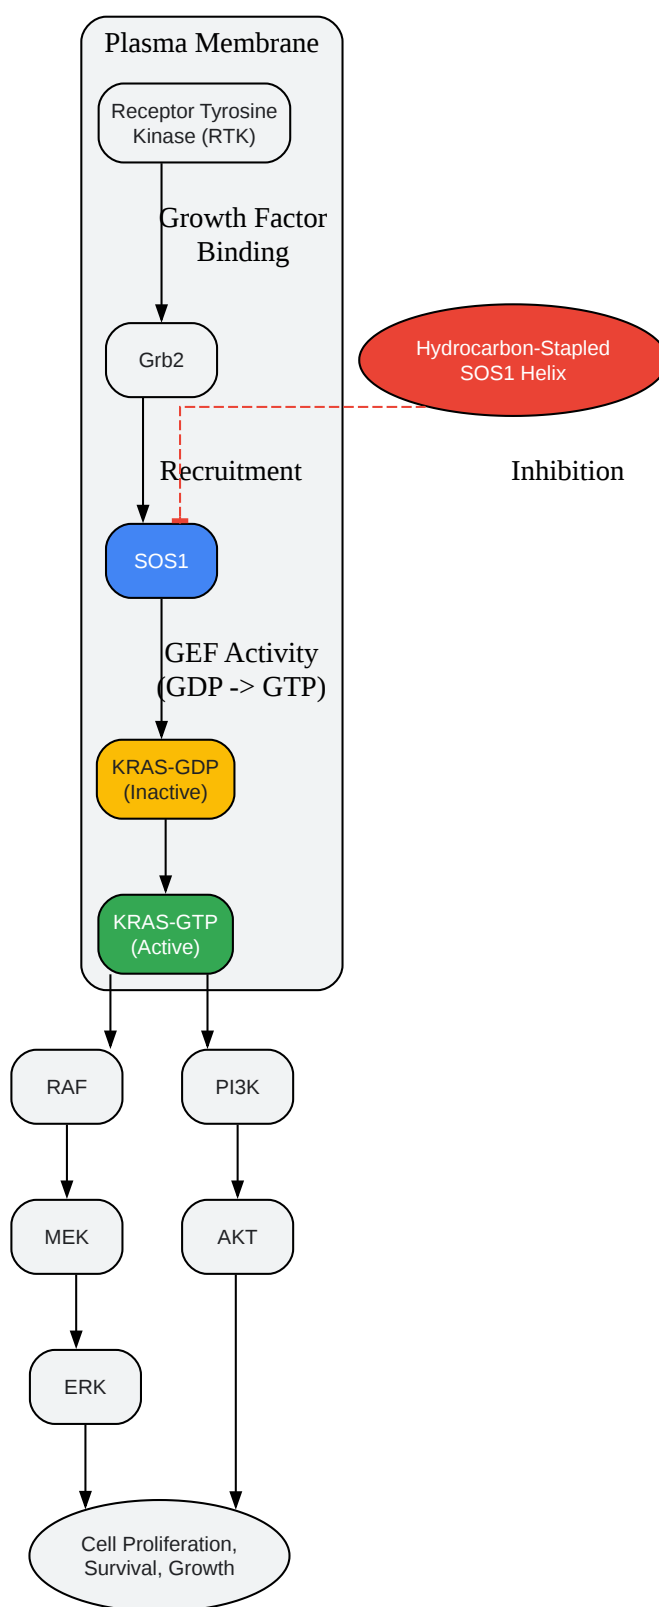 Plasma Membrane
Receptor Tyrosine
Kinase (RTK)
Growth Factor
Binding
Grb2
Hydrocarbon-Stapled
SOS1 Helix
Recruitment
Inhibition
SOS1
GEF Activity
(GDP -> GTP)
KRAS-GDP
(Inactive)
KRAS-GTP
(Active)
RAF
PI3K
MEK
AKT
ERK
Cell Proliferation,
Survival, Growth